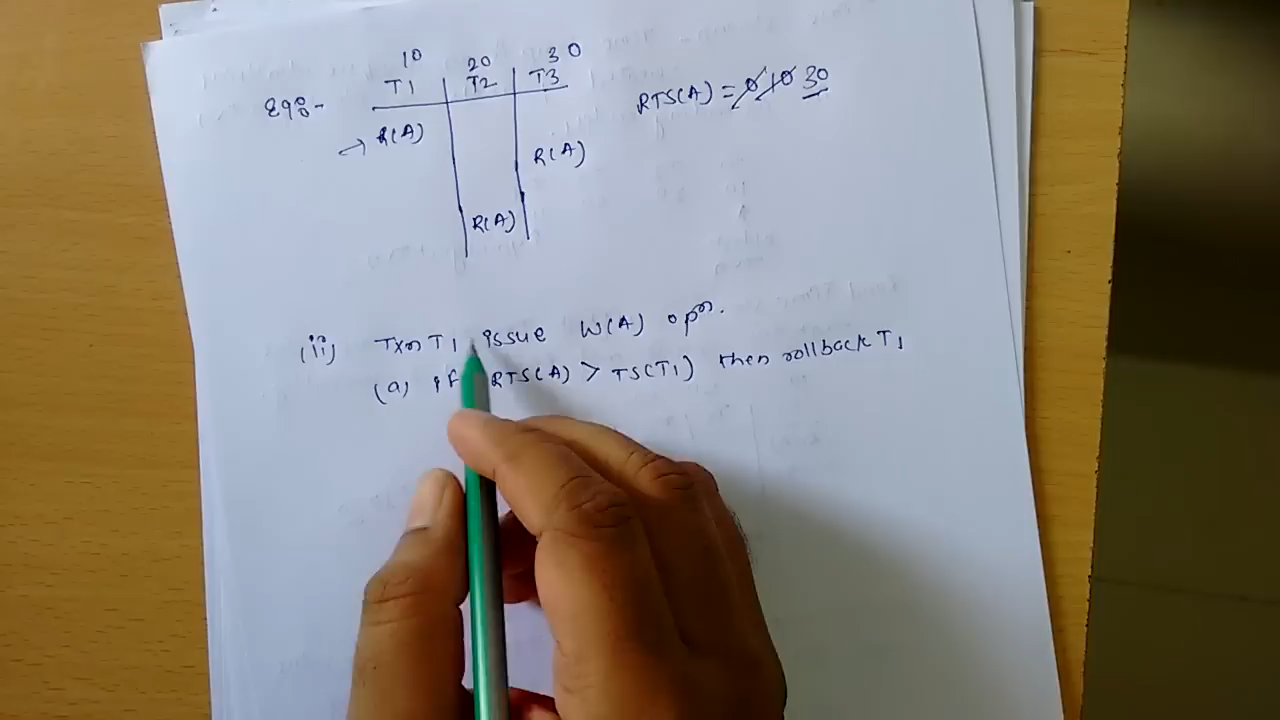 10 20 30
Eg:- T1 T2 T3 RTS(A) = 0 10 30
→ R(A)
R(A)
R(A)
(ii) Txn T1 issue W(A) opn.
(a) if RTS(A) > TS(T1) then rollback T1